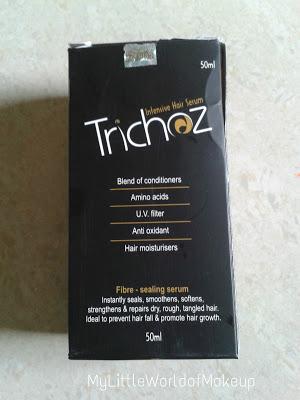 50ml
Intensive Hair Serum
Trichoz
Blend of conditioners
Amino acids
U.V. filter
Anti oxidant
Hair moisturisers
Fibre - sealing serum
Instantly seals, smoothens, softens,
strengthens & repairs dry, rough, tangled hair.
Ideal to prevent hair fall & promote hair growth.
50ml
MyLittleWorldofMakeup